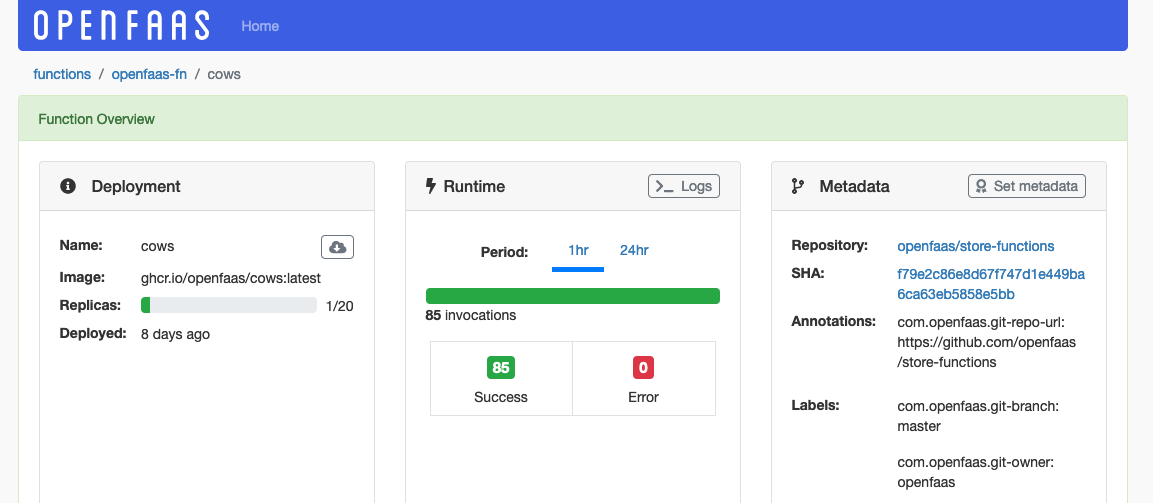 OPENFAAS Home
functions / openfaas-fn / cows
Function Overview
Deployment
Name: cows
Image: ghcr.io/openfaas/cows:latest
Replicas: 1/20
Deployed: 8 days ago
Runtime
>_ Logs
Period: 1hr 24hr
85 invocations
85 0
Success Error
Metadata
Set metadata
Repository: openfaas/store-functions
SHA: f79e2c86e8d67f747d1e449ba
6ca63eb5858e5bb
Annotations: com.openfaas.git-repo-url:
https://github.com/openfaas
/store-functions
Labels: com.openfaas.git-branch:
master
com.openfaas.git-owner:
openfaas